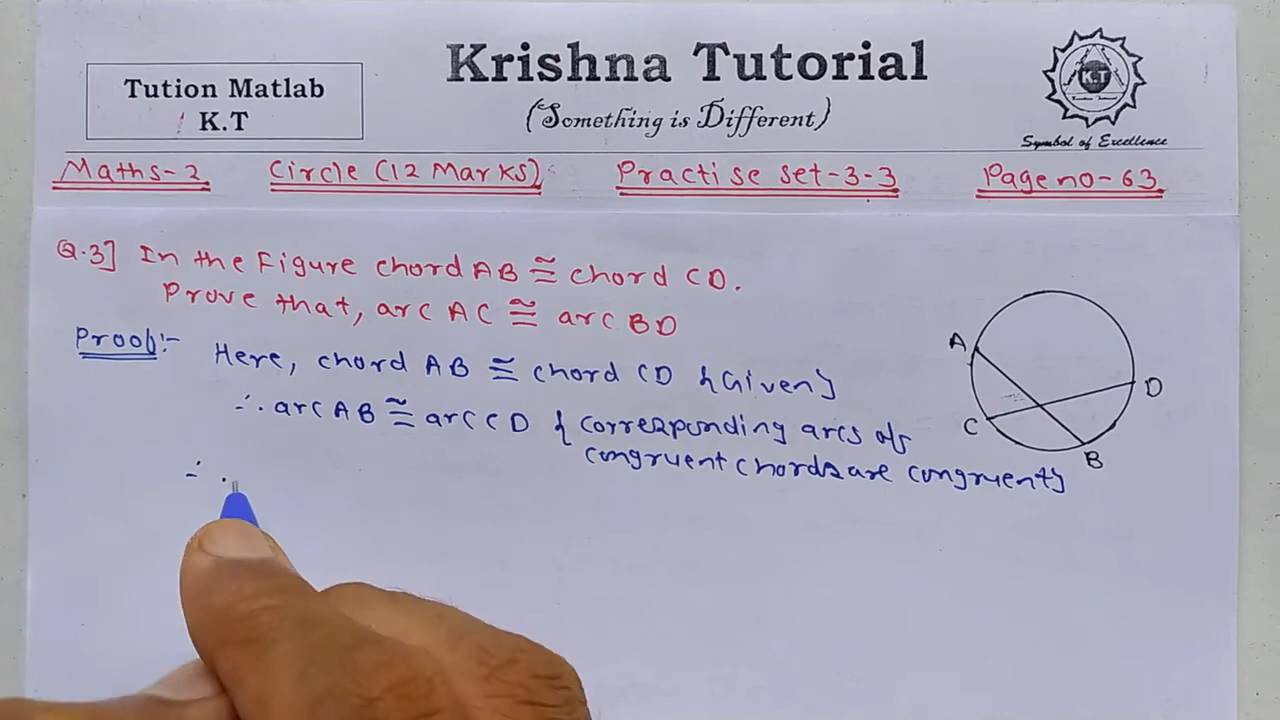 Tution Matlab
K.T
Krishna Tutorial
(Something is Different)
K.T
Symbol of Excellence
Maths-2 Circle (12 Marks) Practise set-3.3 Page no-63
Q.3] In the Figure chord AB ≅ chord CD.
Prove that, arc AC ≅ arc BD
Proof:-
Here, chord AB ≅ chord CD {Given}
∴ arc AB ≅ arc CD { corresponding arcs of
congruent chords are congruent}
∴
A
D
C
B